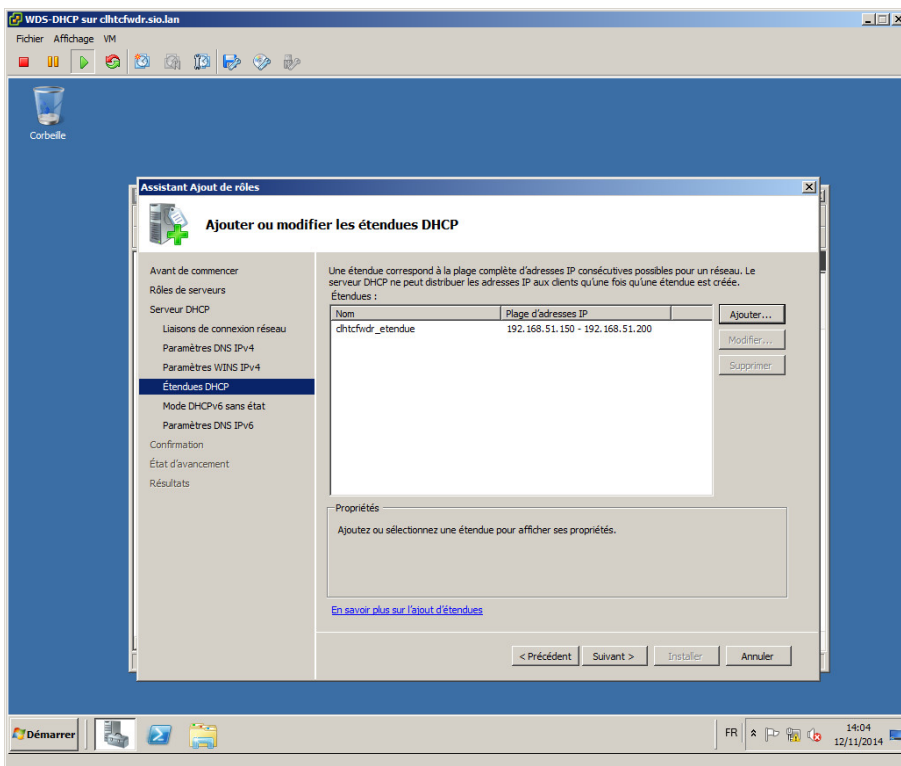 WDS-DHCP sur clhtcfwdr.sio.lan
Fichier Affichage VM
Corbeille
Assistant Ajout de rôles
Ajouter ou modifier les étendues DHCP
Avant de commencer
Rôles de serveurs
Serveur DHCP
Liaisons de connexion réseau
Paramètres DNS IPv4
Paramètres WINS IPv4
Étendues DHCP
Mode DHCPv6 sans état
Paramètres DNS IPv6
Confirmation
État d'avancement
Résultats
Une étendue correspond à la plage complète d'adresses IP consécutives possibles pour un réseau. Le
serveur DHCP ne peut distribuer les adresses IP aux clients qu'une fois qu'une étendue est créée.
Étendues :
Nom Plage d'adresses IP
clhtcfwdr_etendue 192.168.51.150 - 192.168.51.200
Ajouter...
Modifier...
Supprimer
Propriétés
Ajoutez ou sélectionnez une étendue pour afficher ses propriétés.
En savoir plus sur l'ajout d'étendues
< Précédent Suivant > Installer Annuler
Démarrer
FR
14:04
12/11/2014